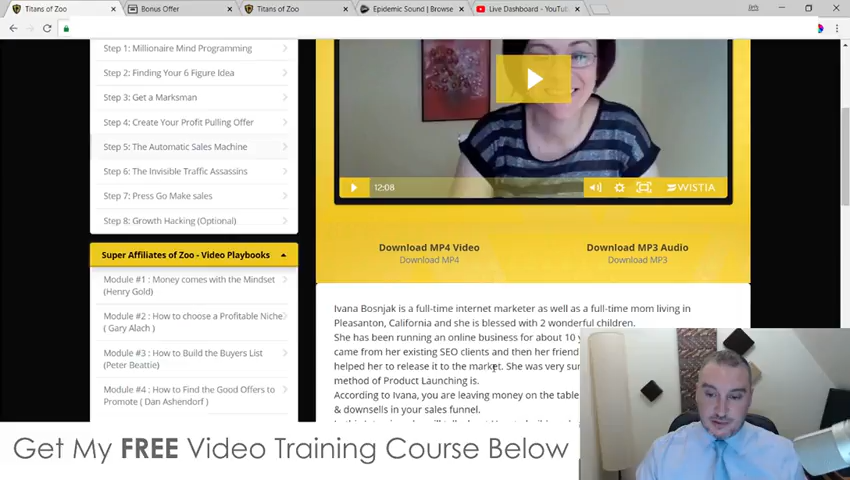 Titans of Zoo
Bonus Offer
Titans of Zoo
Epidemic Sound | Browse
Live Dashboard - YouTu
Step 1: Millionaire Mind Programming
Step 2: Finding Your 6 Figure Idea
Step 3: Get a Marksman
Step 4: Create Your Profit Pulling Offer
Step 5: The Automatic Sales Machine
Step 6: The Invisible Traffic Assassins
Step 7: Press Go Make sales
Step 8: Growth Hacking (Optional)
Super Affiliates of Zoo - Video Playbooks
Module #1 : Money comes with the Mindset
(Henry Gold)
Module #2 : How to choose a Profitable Niche
( Gary Alach )
Module #3 : How to Build the Buyers List
(Peter Beattie)
Module #4 : How to Find the Good Offers to
Promote ( Dan Ashendorf )
12:08
WISTIA
Download MP4 Video
Download MP4
Download MP3 Audio
Download MP3
Ivana Bosnjak is a full-time internet marketer as well as a full-time mom living in
Pleasanton, California and she is blessed with 2 wonderful children.
She has been running an online business for about 10
came from her existing SEO clients and then her friend
helped her to release it to the market. She was very
method of Product Launching is.
According to Ivana, you are leaving money on the table
& downsells in your sales funnel.
Get My FREE Video Training Course Below